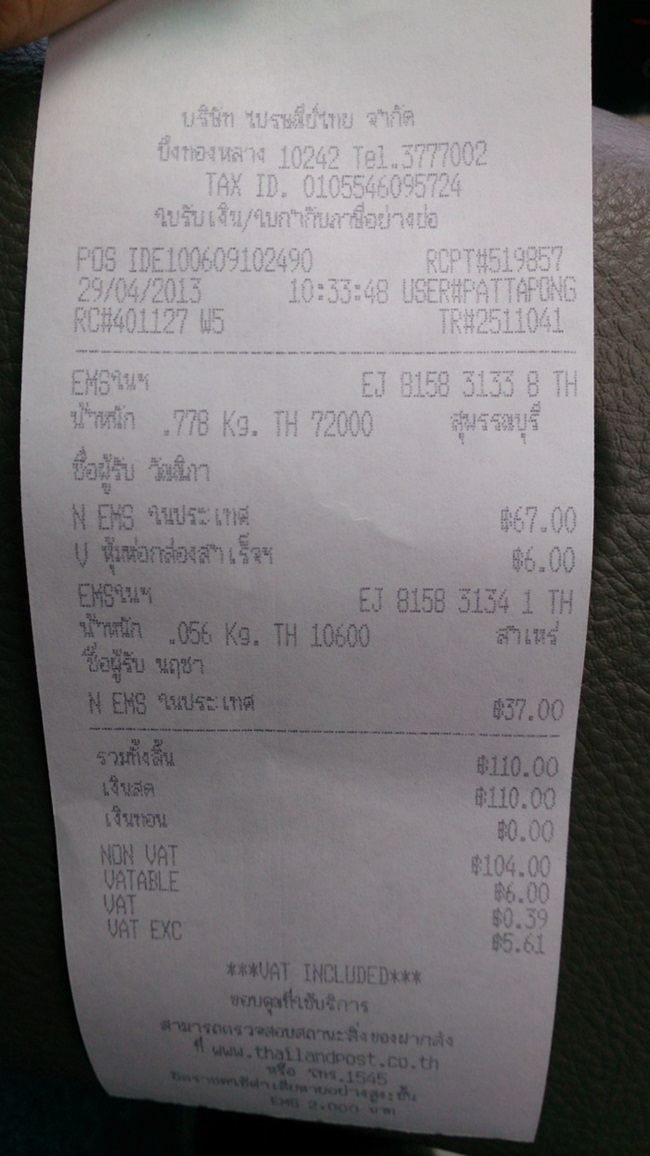 บริษัท ไปรษณีย์ไทย จำกัด
บึงทองหลาง 10242 Tel.3777002
TAX ID. 0105546095724
ใบรับเงิน/ใบกำกับภาษีอย่างย่อ
POS IDE100609102490 RCPT#519857
29/04/2013 10:33:48 USER#PATTAPONG
RC#401127 W5 TR#2511041
EMSในฯ EJ 8158 3133 8 TH
น้ำหนัก .778 Kg. TH 72000 สุพรรณบุรี
ชื่อผู้รับ วัฒนิภา
N EMS ในประเทศ ฿67.00
V หุ้มห่อกล่องสำเร็จฯ ฿6.00
EMSในฯ EJ 8158 3134 1 TH
น้ำหนัก .056 Kg. TH 10600 สำเหร่
ชื่อผู้รับ นฤชา
N EMS ในประเทศ ฿37.00
รวมทั้งสิ้น ฿110.00
เงินสด ฿110.00
เงินทอน ฿0.00
NON VAT ฿104.00
VATABLE ฿6.00
VAT ฿0.39
VAT EXC ฿5.61
***VAT INCLUDED***
ขอบคุณที่ใช้บริการ
สามารถตรวจสอบสถานะสิ่งของฝากส่ง
ที่ www.thailandpost.co.th
หรือ โทร.1545
EMS 2,000 บาท